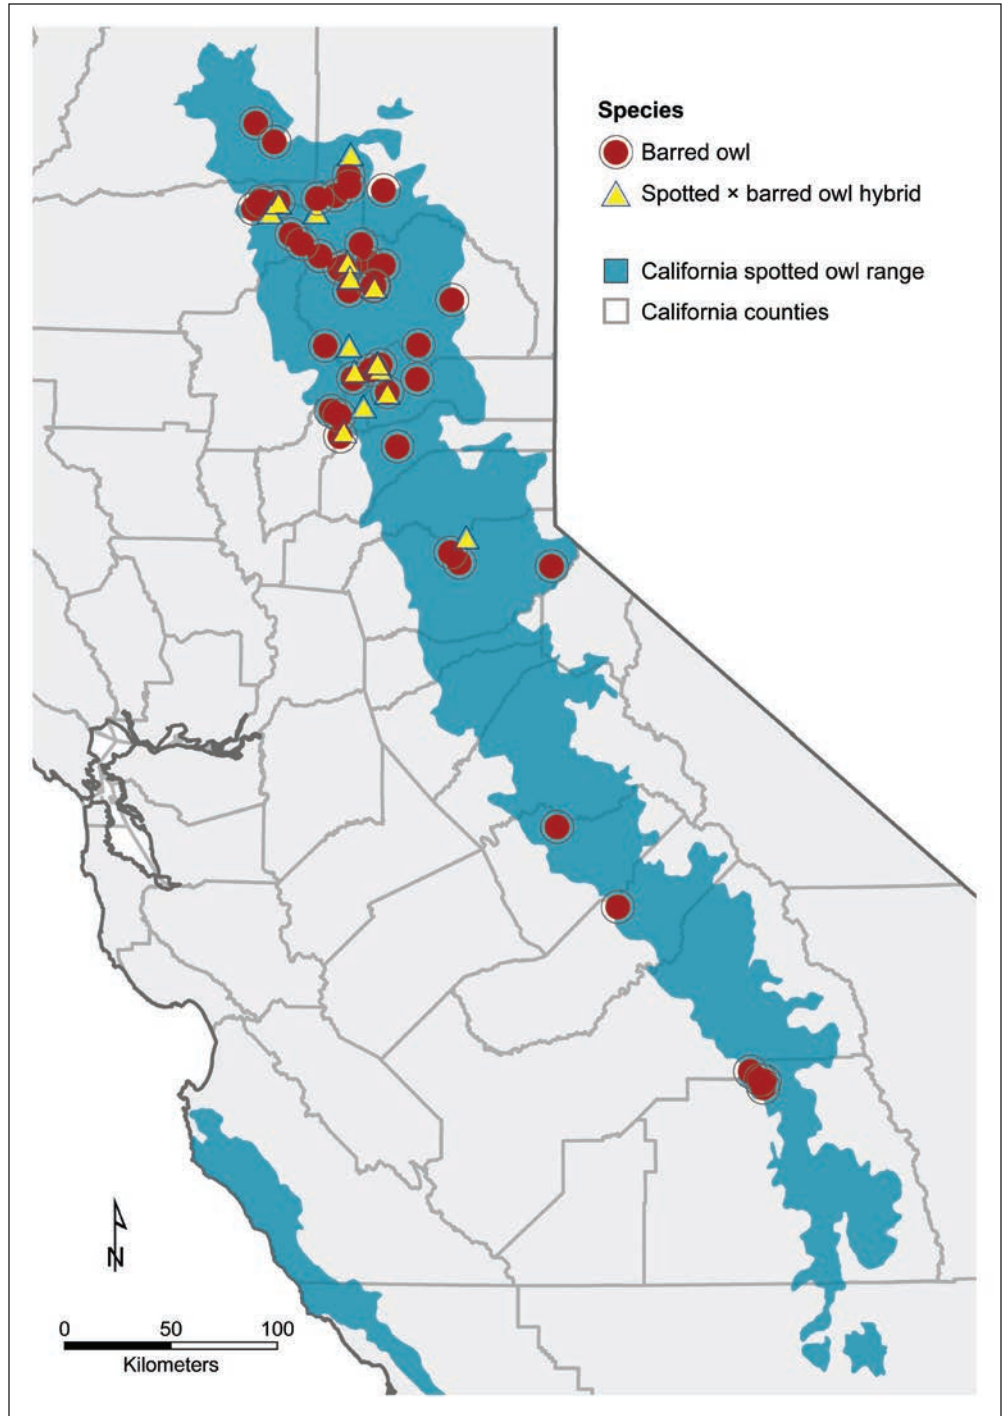 Species
Barred owl
Spotted × barred owl hybrid
California spotted owl range
California counties
N
0 50 100
Kilometers